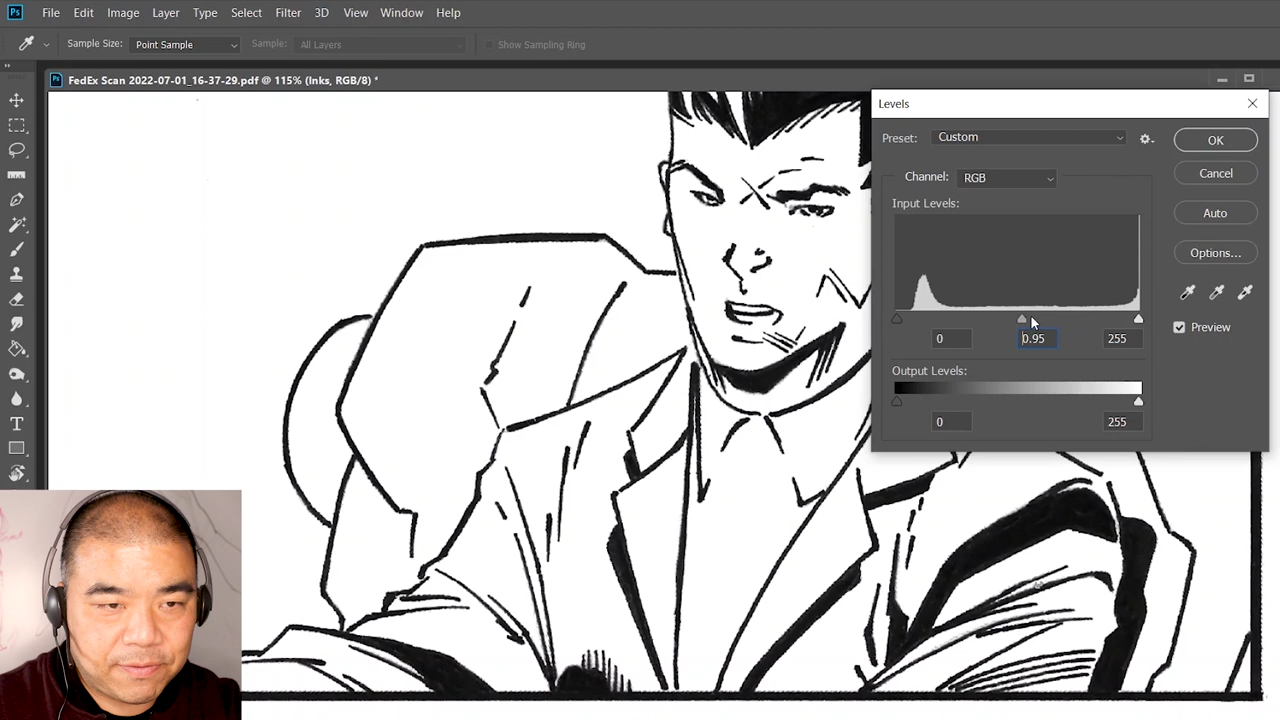 Ps File Edit Image Layer Type Select Filter 3D View Window Help
Sample Size: Point Sample Sample: All Layers Show Sampling Ring
Ps FedEx Scan 2022-07-01_16-37-29.pdf @ 115% (Inks, RGB/8) *
Levels
Preset: Custom
OK
Channel: RGB
Cancel
Input Levels:
Auto
Options...
Preview
0 0.95 255
Output Levels:
0 255
T